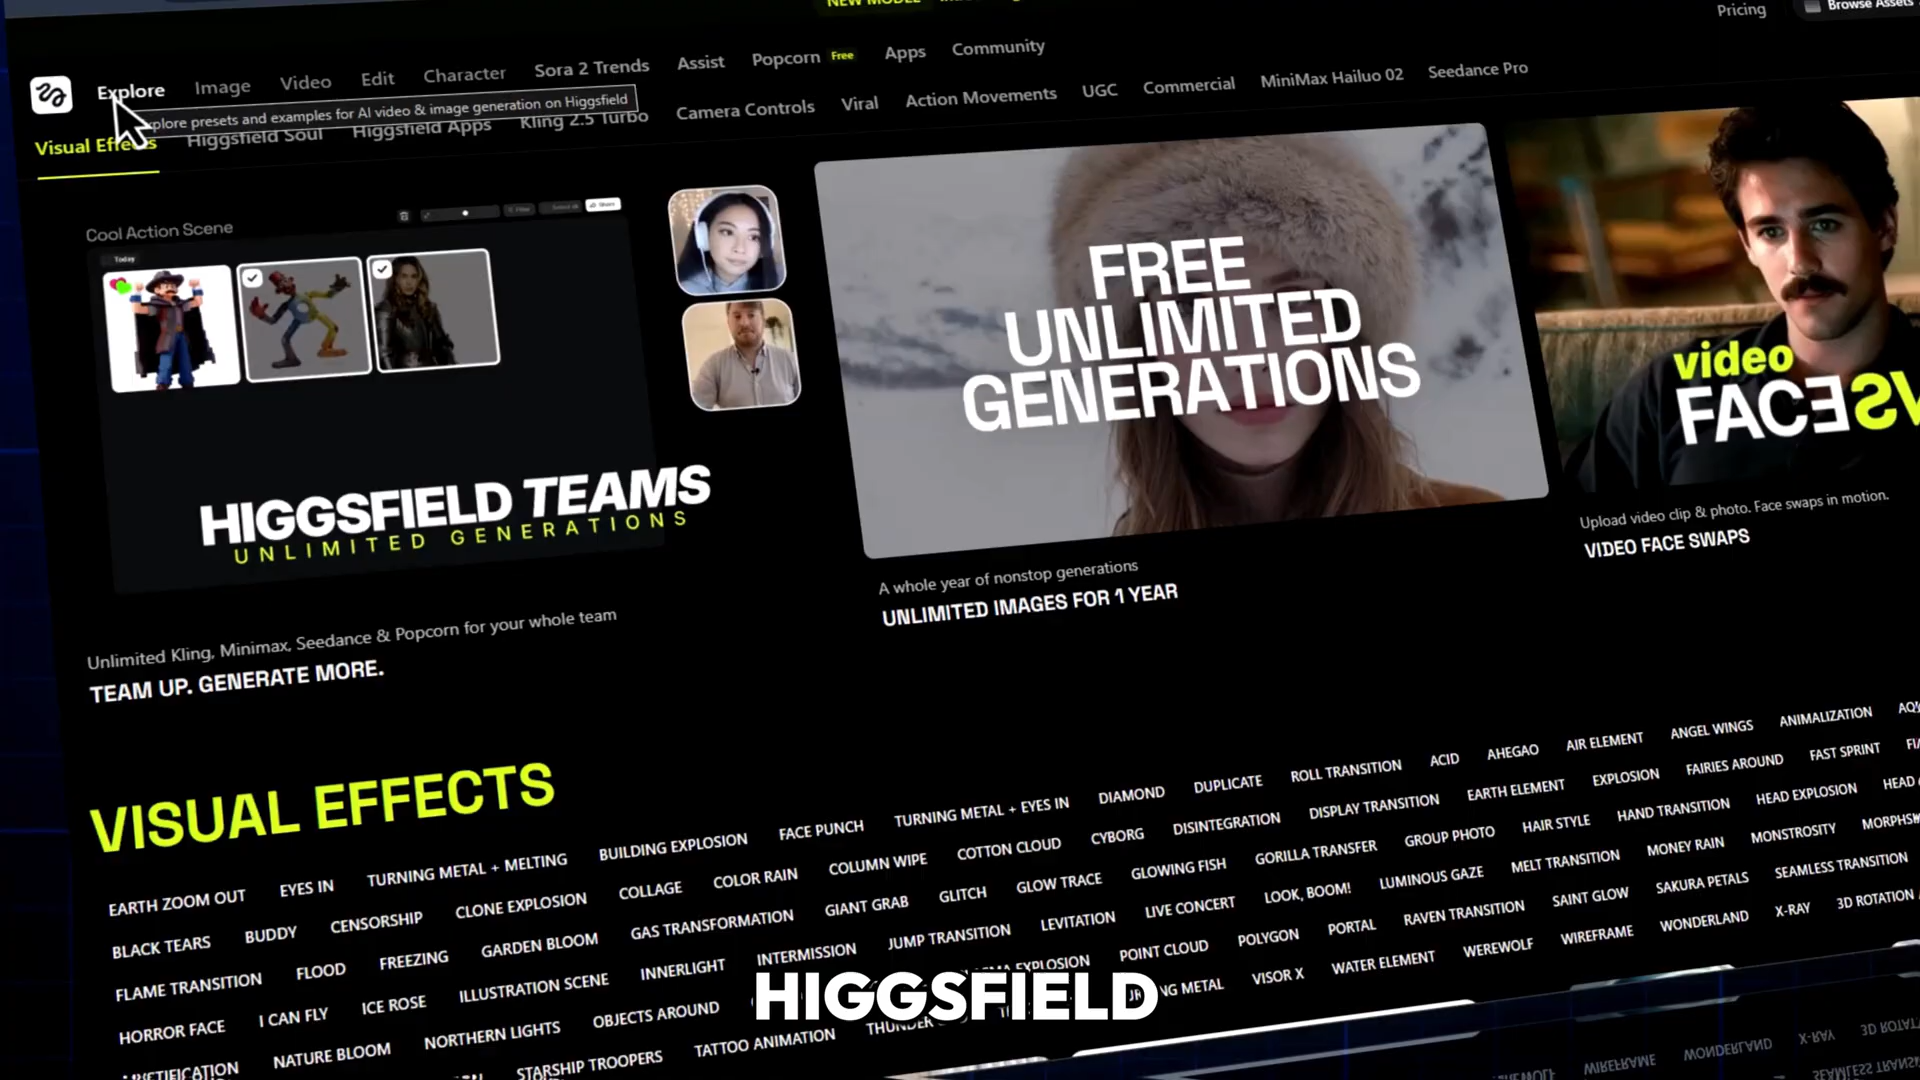 NEW MODEL
Pricing
Browse Assets
Explore Image Video Edit Character Sora 2 Trends Assist Popcorn Free Apps Community
plore presets and examples for AI video & image generation on Higgsfield
Visual Effects Higgsfield Soul Higgsfield Apps Kling 2.5 Turbo Camera Controls Viral Action Movements UGC Commercial MiniMax Hailuo 02 Seedance Pro
Cool Action Scene
Today
Share
HIGGSFIELD TEAMS
UNLIMITED GENERATIONS
Unlimited Kling, Minimax, Seedance & Popcorn for your whole team
TEAM UP. GENERATE MORE.
FREE
UNLIMITED
GENERATIONS
A whole year of nonstop generations
UNLIMITED IMAGES FOR 1 YEAR
video
FACE
Upload video clip & photo. Face swaps in motion.
VIDEO FACE SWAPS
VISUAL EFFECTS
EARTH ZOOM OUT EYES IN TURNING METAL + MELTING BUILDING EXPLOSION FACE PUNCH TURNING METAL + EYES IN DIAMOND DUPLICATE ROLL TRANSITION ACID AHEGAO AIR ELEMENT ANGEL WINGS ANIMALIZATION
BLACK TEARS BUDDY CENSORSHIP CLONE EXPLOSION COLLAGE COLOR RAIN COLUMN WIPE COTTON CLOUD CYBORG DISINTEGRATION DISPLAY TRANSITION EARTH ELEMENT EXPLOSION FAIRIES AROUND FAST SPRINT
FLAME TRANSITION FLOOD FREEZING GARDEN BLOOM GAS TRANSFORMATION GIANT GRAB GLITCH GLOW TRACE GLOWING FISH GORILLA TRANSFER GROUP PHOTO HAIR STYLE HAND TRANSITION HEAD EXPLOSION HEAD
HORROR FACE I CAN FLY ICE ROSE ILLUSTRATION SCENE INNERLIGHT INTERMISSION JUMP TRANSITION LEVITATION LIVE CONCERT LOOK, BOOM! LUMINOUS GAZE MELT TRANSITION MONEY RAIN MONSTROSITY
NATURE BLOOM NORTHERN LIGHTS OBJECTS AROUND EXPLOSION POINT CLOUD POLYGON PORTAL RAVEN TRANSITION SAINT GLOW SAKURA PETALS SEAMLESS TRANSITION
STARSHIP TROOPERS TATTOO ANIMATION METAL VISOR X WATER ELEMENT WEREWOLF WIREFRAME WONDERLAND X-RAY 3D ROTATION
HIGGSFIELD